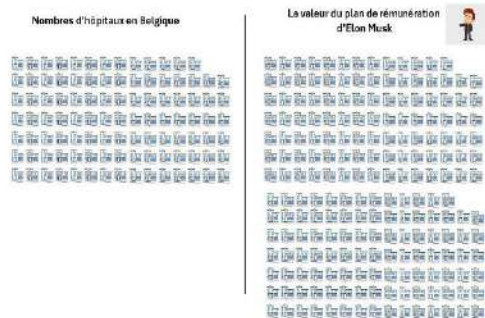 Nombres d'hôpitaux en Belgique
La valeur du plan de rémunération
d'Elon Musk